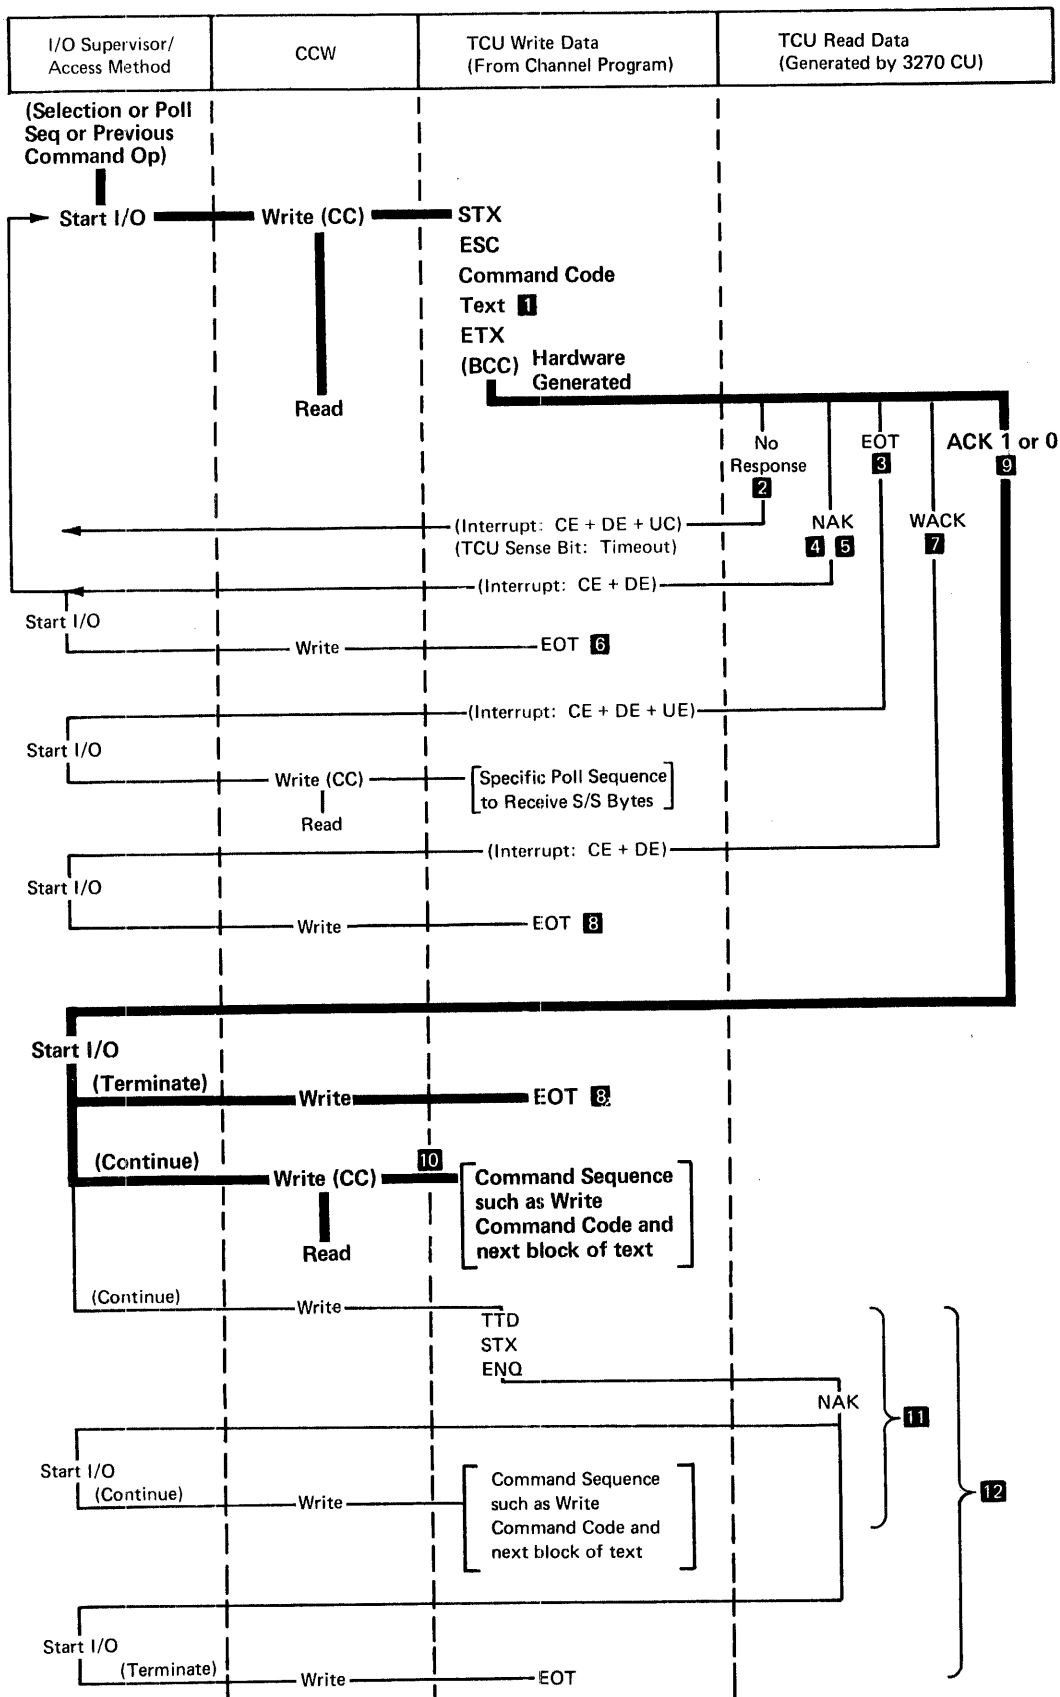 I/O Supervisor/
Access Method
CCW
TCU Write Data
(From Channel Program)
TCU Read Data
(Generated by 3270 CU)
(Selection or Poll
Seq or Previous
Command Op)
Start I/O
Write (CC)
STX
ESC
Command Code
Text 1
ETX
(BCC) Hardware
Generated
Read
No
Response
2
EOT
3
ACK 1 or 0
9
(Interrupt: CE + DE + UC)
(TCU Sense Bit: Timeout)
NAK
4 5
WACK
7
(Interrupt: CE + DE)
Start I/O
Write
EOT 6
(Interrupt: CE + DE + UE)
Start I/O
Write (CC)
Specific Poll Sequence
to Receive S/S Bytes
Read
(Interrupt: CE + DE)
Start I/O
Write
EOT 8
Start I/O
(Terminate)
Write
EOT 8
(Continue)
Write (CC)
10
Command Sequence
such as Write
Command Code and
next block of text
Read
(Continue)
Write
TTD
STX
ENQ
NAK
11
Start I/O
(Continue)
Write
Command Sequence
such as Write
Command Code and
next block of text
12
Start I/O
(Terminate)
Write
EOT